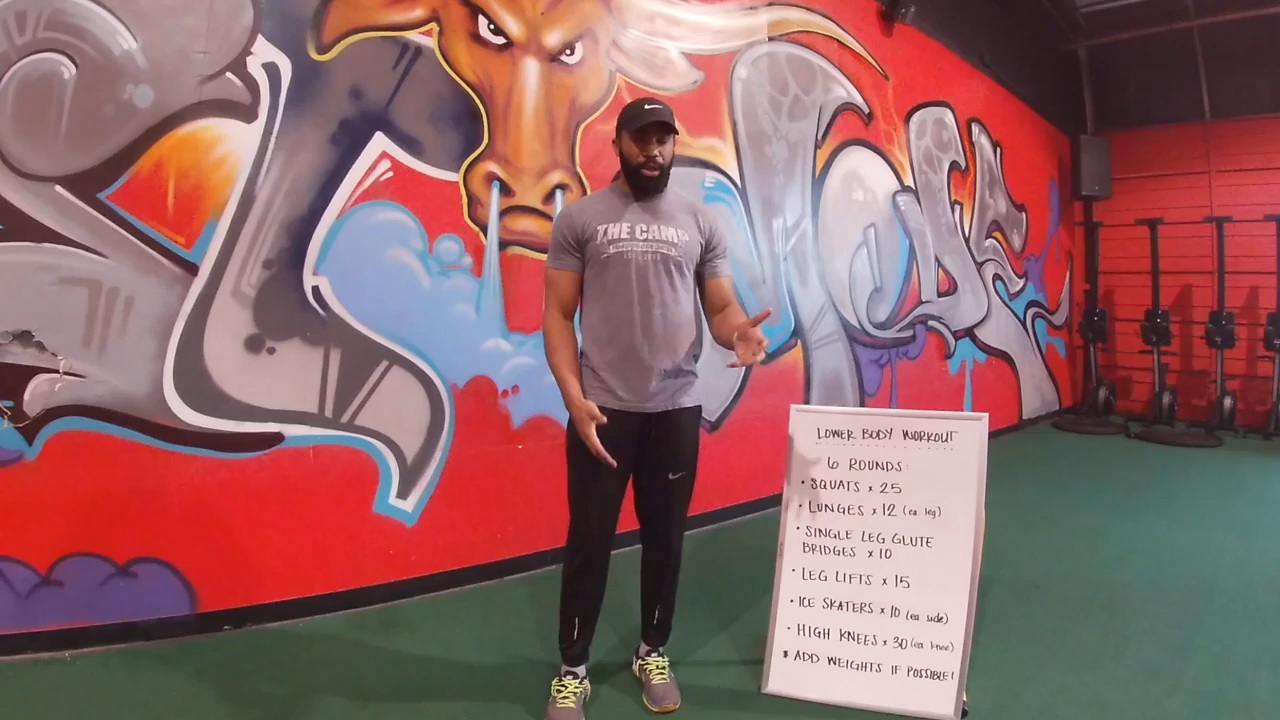 THE CAMP
LOWER BODY WORKOUT
6 ROUNDS:
• SQUATS x 25
• LUNGES x 12 (ea. leg)
• SINGLE LEG GLUTE
BRIDGES x 10
• LEG LIFTS x 15
• ICE SKATERS x 10 (ea. side)
• HIGH KNEES x 30 (ea. knee)
* ADD WEIGHTS IF POSSIBLE!